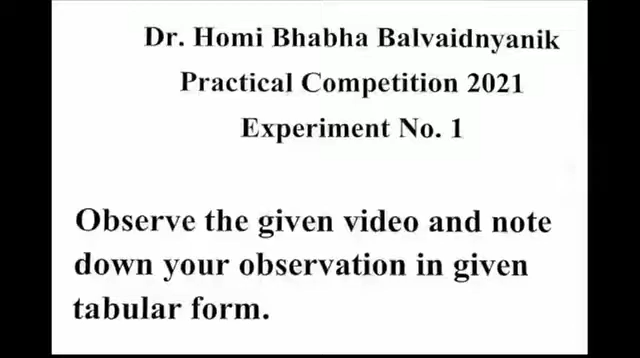 Dr. Homi Bhabha Balvaidnyanik
Practical Competition 2021
Experiment No. 1
Observe the given video and note
down your observation in given
tabular form.